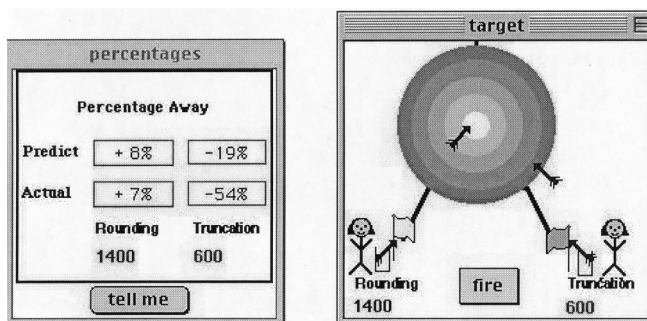 percentages
Percentage Away
Predict + 8% -19%
Actual + 7% -54%
Rounding Truncation
1400 600
tell me
target
Rounding Truncation
1400 fire 600